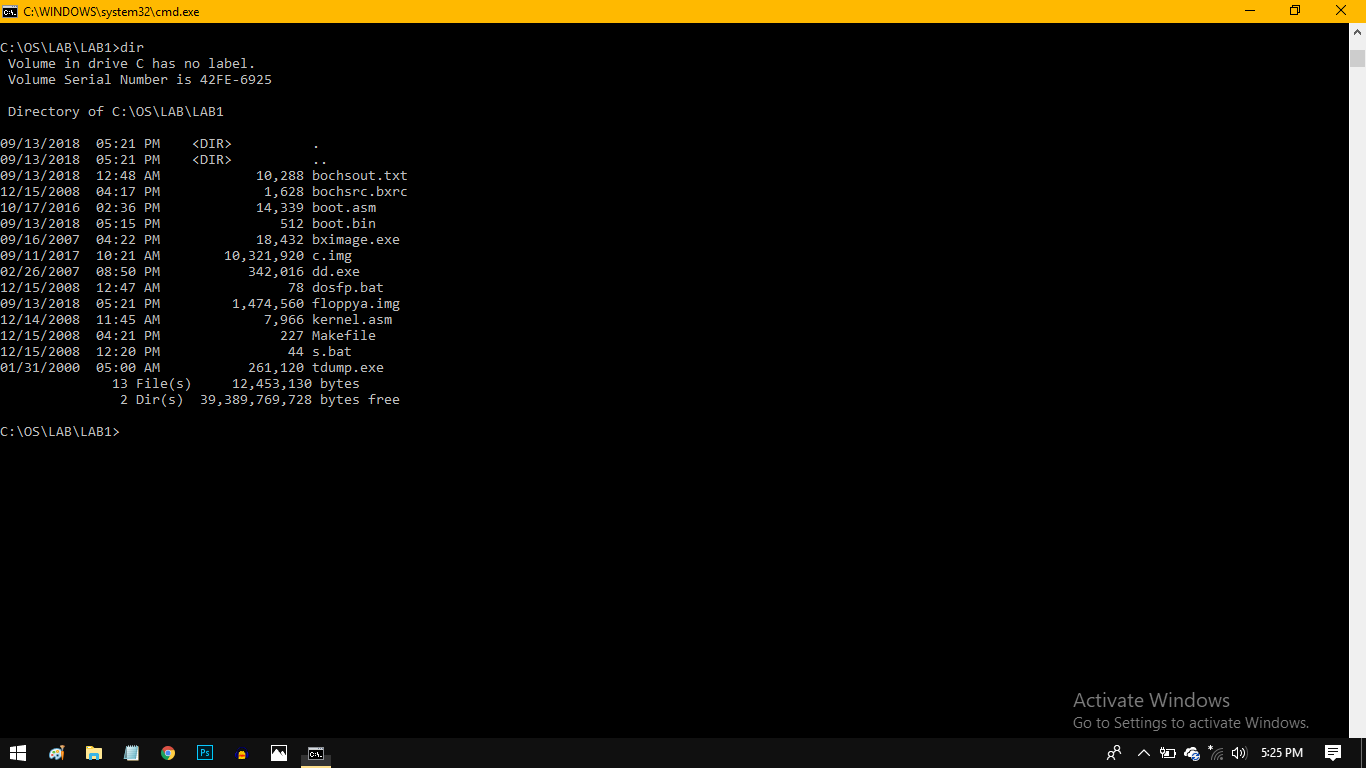 C:\WINDOWS\system32\cmd.exe
C:\OS\LAB\LAB1>dir
 Volume in drive C has no label.
 Volume Serial Number is 42FE-6925
 Directory of C:\OS\LAB\LAB1
09/13/2018  05:21 PM    <DIR>          .
09/13/2018  05:21 PM    <DIR>          ..
09/13/2018  12:48 AM            10,288 bochsout.txt
12/15/2008  04:17 PM             1,628 bochsrc.bxrc
10/17/2016  02:36 PM            14,339 boot.asm
09/13/2018  05:15 PM               512 boot.bin
09/16/2007  04:22 PM            18,432 bximage.exe
09/11/2017  10:21 AM        10,321,920 c.img
02/26/2007  08:50 PM           342,016 dd.exe
12/15/2008  12:47 AM                78 dosfp.bat
09/13/2018  05:21 PM         1,474,560 floppya.img
12/14/2008  11:45 AM             7,966 kernel.asm
12/15/2008  04:21 PM               227 Makefile
12/15/2008  12:20 PM                44 s.bat
01/31/2000  05:00 AM           261,120 tdump.exe
              13 File(s)     12,453,130 bytes
               2 Dir(s)  39,389,769,728 bytes free
C:\OS\LAB\LAB1>
Activate Windows
Go to Settings to activate Windows.
Ps
5:25 PM